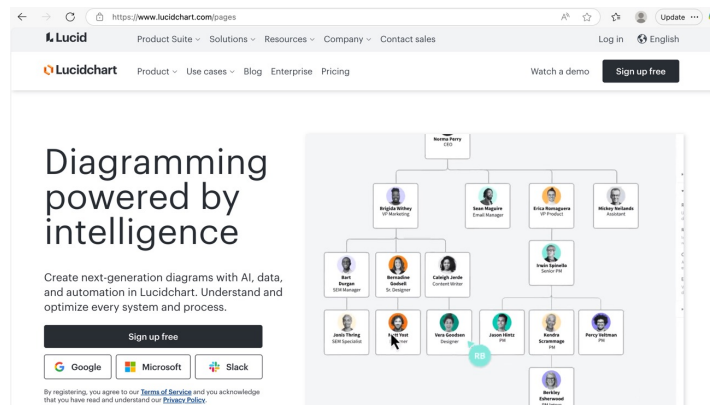 https://www.lucidchart.com/pages
Update
Lucid Product Suite Solutions Resources Company Contact sales Log in English
Lucidchart Product Use cases Blog Enterprise Pricing Watch a demo Sign up free
Diagramming
powered by
intelligence
Create next-generation diagrams with AI, data,
and automation in Lucidchart. Understand and
optimize every system and process.
Sign up free
Google Microsoft Slack
By registering, you agree to our Terms of Service and you acknowledge
that you have read and understand our Privacy Policy.
Norma Perry
CEO
Brigida Withey
VP Marketing
Sean Maguire
Email Manager
Erica Romaguera
VP Product
Mickey Neilands
Assistant
Irwin Spinella
Senior PM
Bart
Durgan
SEM Manager
Bernadine
Godsell
Sr. Designer
Caleigh Jerde
Content Writer
Janis Thring
SEM Specialist
Yost
Vera Goodsen
Designer
Jason Hintz
PM
Kendra
Scrammage
PM
Percy Veltman
PM
RB
Berkley
Esherwood